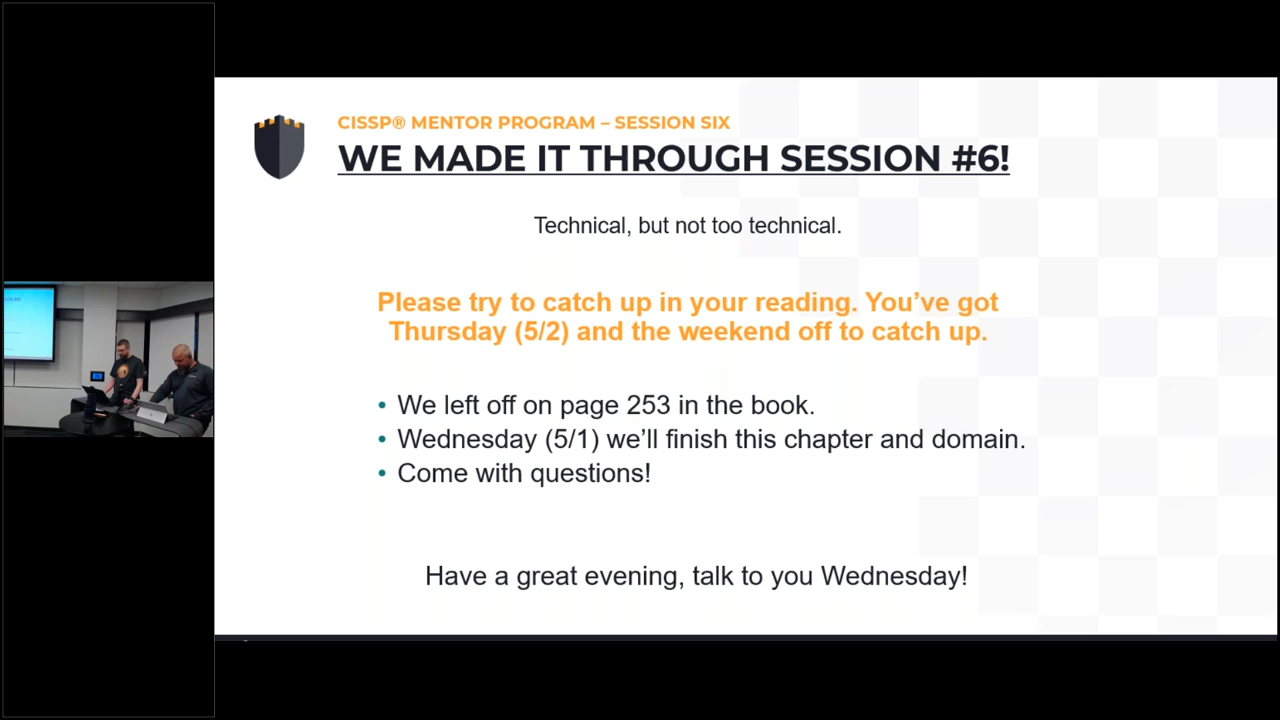 CISSP® MENTOR PROGRAM – SESSION SIX
WE MADE IT THROUGH SESSION #6!
Technical, but not too technical.
Please try to catch up in your reading. You’ve got
Thursday (5/2) and the weekend off to catch up.
• We left off on page 253 in the book.
• Wednesday (5/1) we’ll finish this chapter and domain.
• Come with questions!
Have a great evening, talk to you Wednesday!